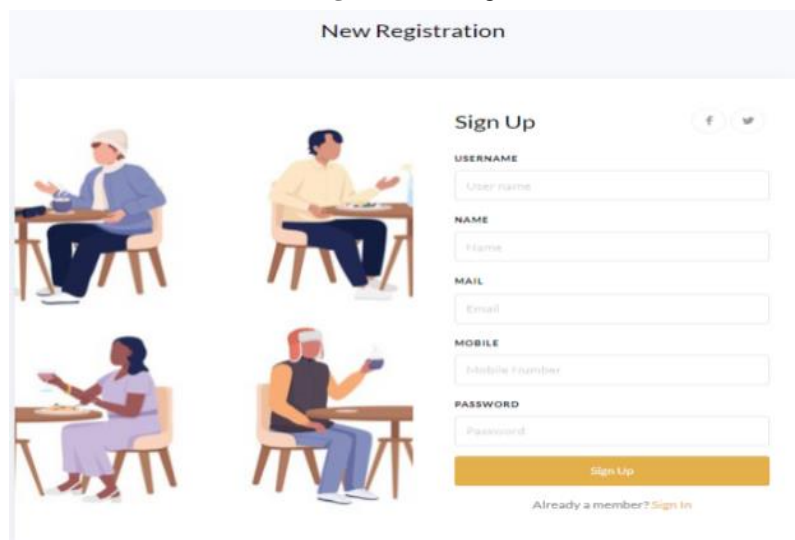 New Registration
Sign Up
USERNAME
User name
NAME
Name
MAIL
Email
MOBILE
Mobile Number
PASSWORD
Password
Sign Up
Already a member? Sign In